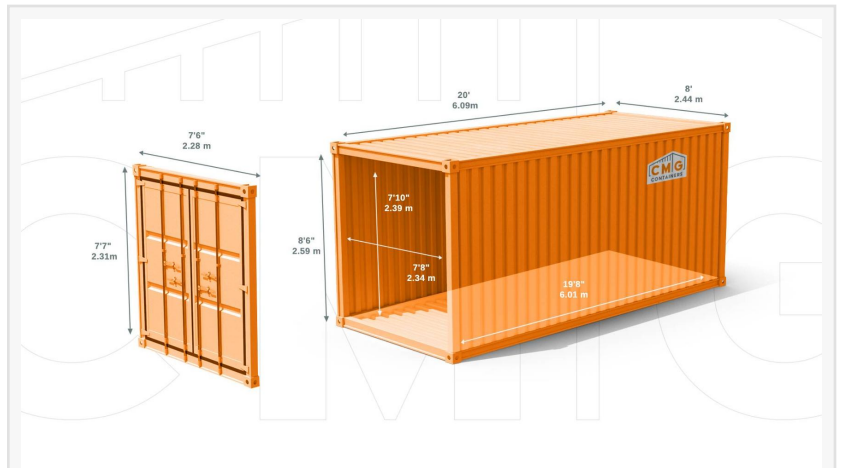 20'
6.09m
8'
2.44 m
7'6"
2.28 m
CMG
CONTAINERE
7'10"
2.39 m
7'7"
2.31m
8'6"
2.59 m
7'8"
2.34 m
19'8"
6.01 m